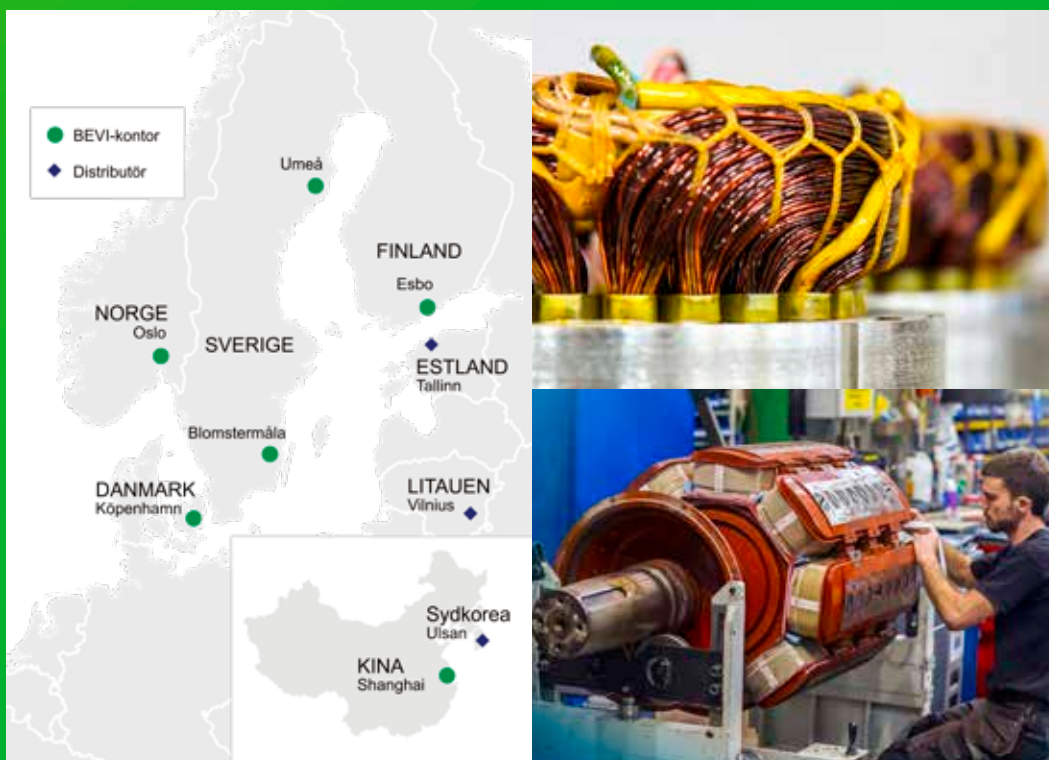 BEVI-kontor
Distributör
Umeå
FINLAND
Esbo
NORGE
Oslo
SVERIGE
ESTLAND
Tallinn
Blomstermåla
DANMARK
Köpenhamn
LITAUEN
Vilnius
Sydkorea
Ulsan
KINA
Shanghai